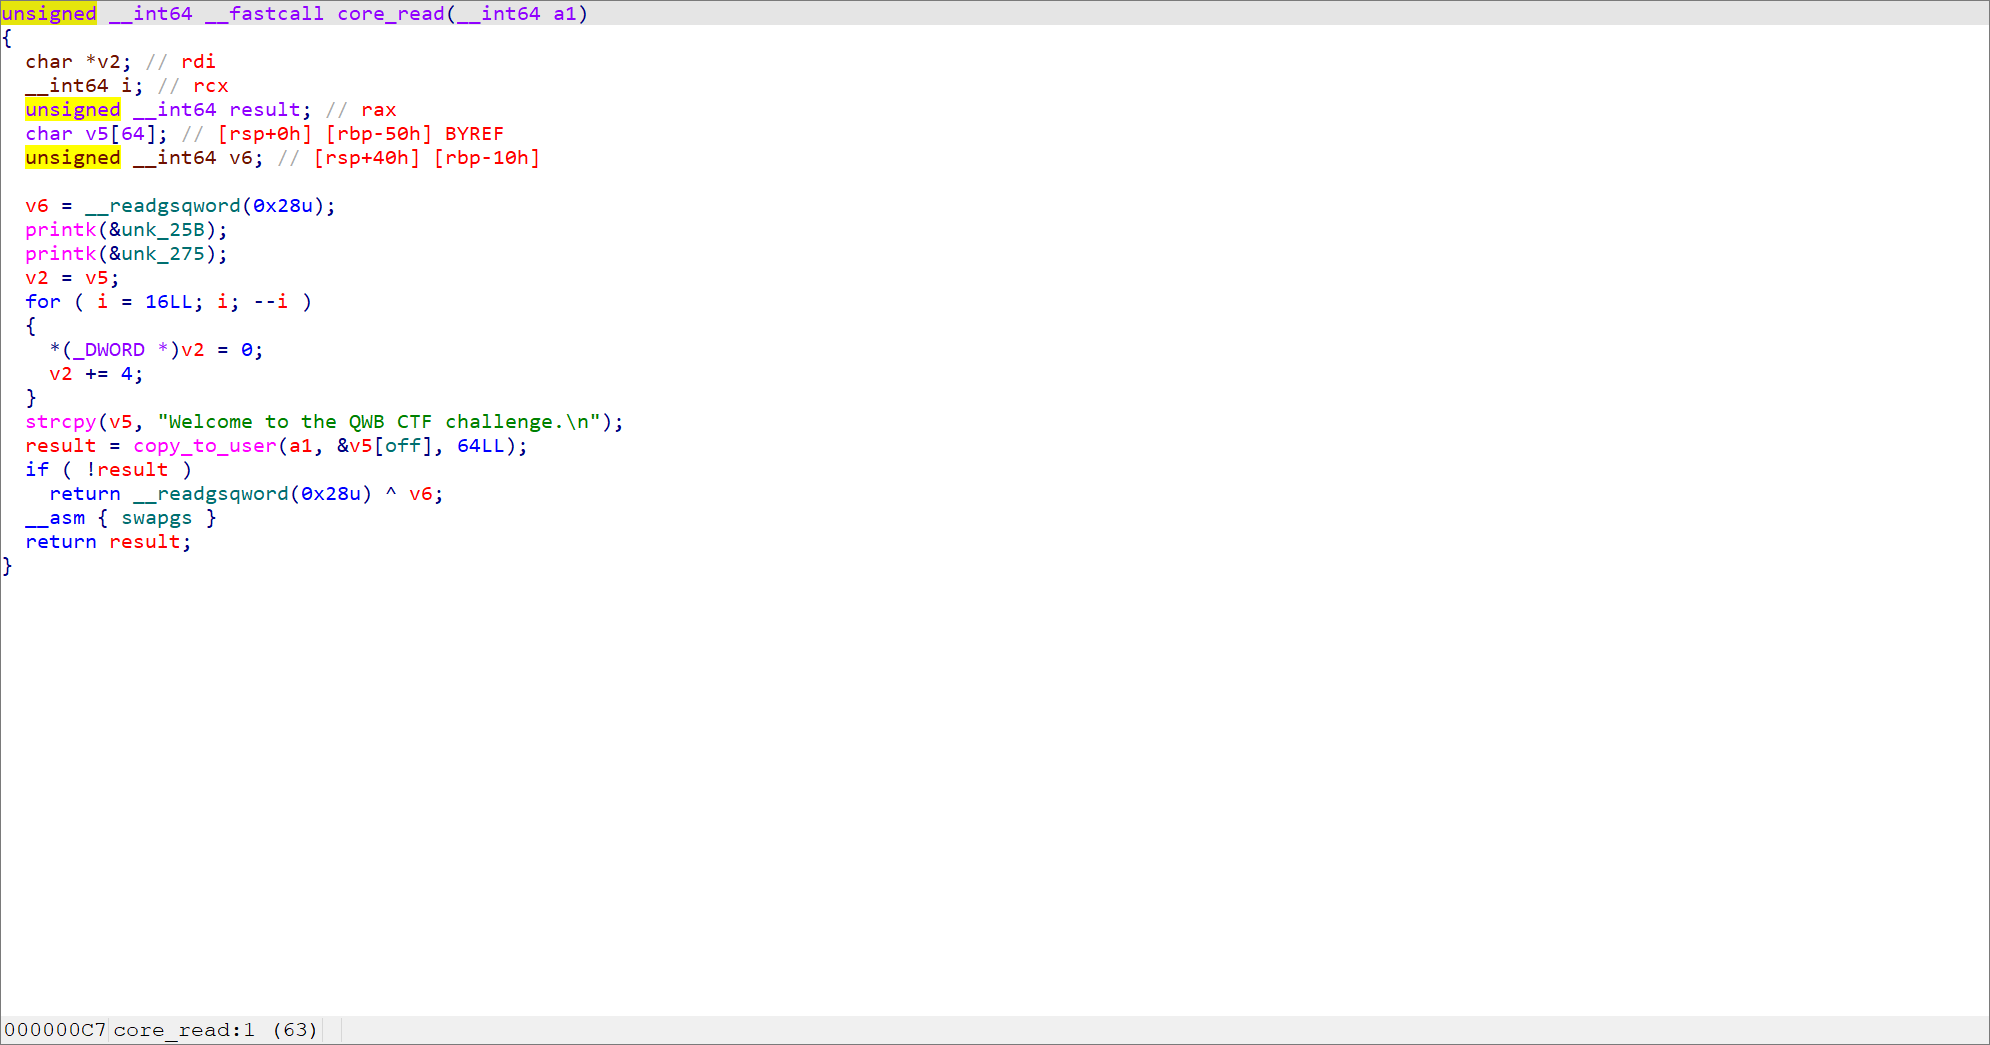 unsigned __int64 __fastcall core_read(__int64 a1)
{
  char *v2; // rdi
  __int64 i; // rcx
  unsigned __int64 result; // rax
  char v5[64]; // [rsp+0h] [rbp-50h] BYREF
  unsigned __int64 v6; // [rsp+40h] [rbp-10h]

  v6 = __readgsqword(0x28u);
  printk(&unk_25B);
  printk(&unk_275);
  v2 = v5;
  for ( i = 16LL; i; --i )
  {
    *(_DWORD *)v2 = 0;
    v2 += 4;
  }
  strcpy(v5, "Welcome to the QWB CTF challenge.\n");
  result = copy_to_user(a1, &v5[off], 64LL);
  if ( !result )
    return __readgsqword(0x28u) ^ v6;
  __asm { swapgs }
  return result;
}
000000C7 core_read:1 (63)